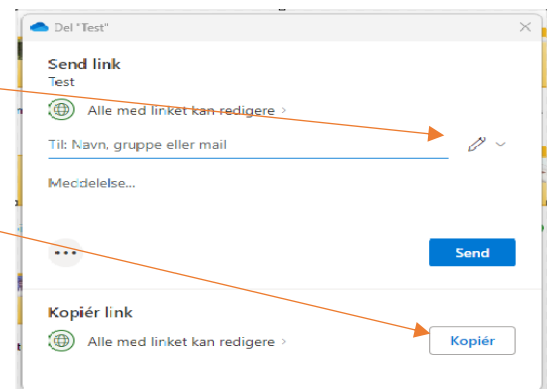 Del "Test"
Send link
Test
Alle med linket kan redigere >
Til: Navn, gruppe eller mail
Meddelelse...
Send
Kopiér link
Alle med linket kan redigere >
Kopiér